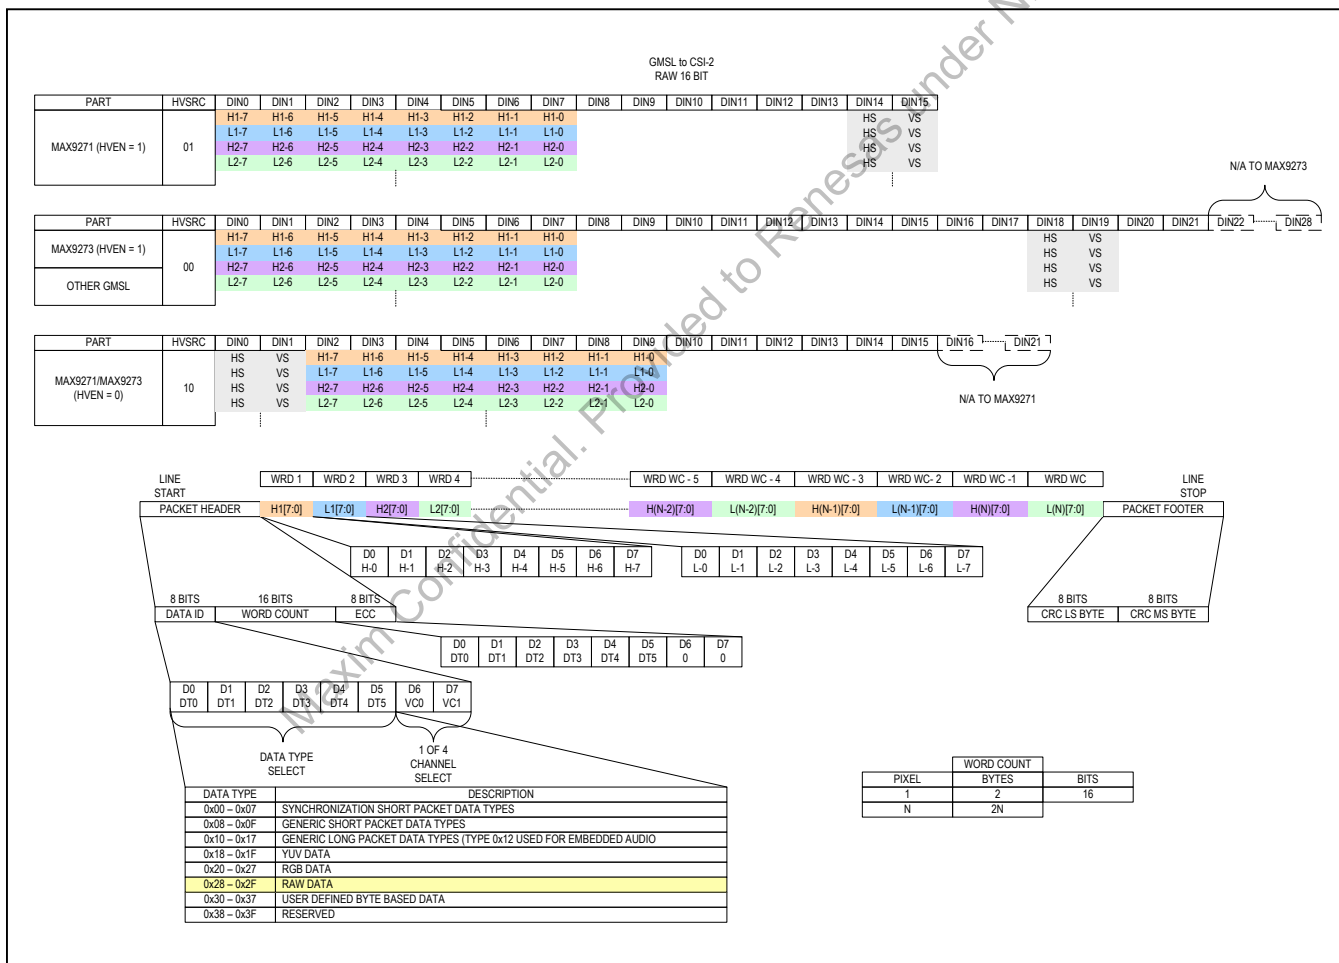 GMSL to CSI-2
RAW 16 BIT
PART HVSRC DIN0 DIN1 DIN2 DIN3 DIN4 DIN5 DIN6 DIN7 DIN8 DIN9 DIN10 DIN11 DIN12 DIN13 DIN14 DIN15
H1-7 H1-6 H1-5 H1-4 H1-3 H1-2 H1-1 H1-0 HS VS
L1-7 L1-6 L1-5 L1-4 L1-3 L1-2 L1-1 L1-0 HS VS
MAX9271 (HVEN = 1) 01 H2-7 H2-6 H2-5 H2-4 H2-3 H2-2 H2-1 H2-0 HS VS
L2-7 L2-6 L2-5 L2-4 L2-3 L2-2 L2-1 L2-0 HS VS
N/A TO MAX9273
PART HVSRC DIN0 DIN1 DIN2 DIN3 DIN4 DIN5 DIN6 DIN7 DIN8 DIN9 DIN10 DIN11 DIN12 DIN13 DIN14 DIN15 DIN16 DIN17 DIN18 DIN19 DIN20 DIN21 DIN22 DIN28
H1-7 H1-6 H1-5 H1-4 H1-3 H1-2 H1-1 H1-0 HS VS
MAX9273 (HVEN = 1) L1-7 L1-6 L1-5 L1-4 L1-3 L1-2 L1-1 L1-0 HS VS
00 H2-7 H2-6 H2-5 H2-4 H2-3 H2-2 H2-1 H2-0 HS VS
OTHER GMSL L2-7 L2-6 L2-5 L2-4 L2-3 L2-2 L2-1 L2-0 HS VS
PART HVSRC DIN0 DIN1 DIN2 DIN3 DIN4 DIN5 DIN6 DIN7 DIN8 DIN9 DIN10 DIN11 DIN12 DIN13 DIN14 DIN15 DIN16 DIN21
HS VS H1-7 H1-6 H1-5 H1-4 H1-3 H1-2 H1-1 H1-0
MAX9271/MAX9273 HS VS L1-7 L1-6 L1-5 L1-4 L1-3 L1-2 L1-1 L1-0
(HVEN = 0) 10 HS VS H2-7 H2-6 H2-5 H2-4 H2-3 H2-2 H2-1 H2-0
HS VS L2-7 L2-6 L2-5 L2-4 L2-3 L2-2 L2-1 L2-0
N/A TO MAX9271
LINE START WRD 1 WRD 2 WRD 3 WRD 4 WRD WC - 5 WRD WC - 4 WRD WC - 3 WRD WC- 2 WRD WC -1 WRD WC LINE STOP
PACKET HEADER H1[7:0] L1[7:0] H2[7:0] L2[7:0] H(N-2)[7:0] L(N-2)[7:0] H(N-1)[7:0] L(N-1)[7:0] H(N)[7:0] L(N)[7:0] PACKET FOOTER
D0 D1 D2 D3 D4 D5 D6 D7 D0 D1 D2 D3 D4 D5 D6 D7
H-0 H-1 H-2 H-3 H-4 H-5 H-6 H-7 L-0 L-1 L-2 L-3 L-4 L-5 L-6 L-7
8 BITS 16 BITS 8 BITS 8 BITS 8 BITS
DATA ID WORD COUNT ECC CRC LS BYTE CRC MS BYTE
D0 D1 D2 D3 D4 D5 D6 D7
DT0 DT1 DT2 DT3 DT4 DT5 0 0
D0 D1 D2 D3 D4 D5 D6 D7
DT0 DT1 DT2 DT3 DT4 DT5 VC0 VC1
DATA TYPE SELECT
1 OF 4 CHANNEL SELECT
WORD COUNT
PIXEL BYTES BITS
1 2 16
N 2N
DATA TYPE DESCRIPTION
0x00 – 0x07 SYNCHRONIZATION SHORT PACKET DATA TYPES
0x08 – 0x0F GENERIC SHORT PACKET DATA TYPES
0x10 – 0x17 GENERIC LONG PACKET DATA TYPES (TYPE 0x12 USED FOR EMBEDDED AUDIO
0x18 – 0x1F YUV DATA
0x20 – 0x27 RGB DATA
0x28 – 0x2F RAW DATA
0x30 – 0x37 USER DEFINED BYTE BASED DATA
0x38 – 0x3F RESERVED
Maxim Confidential. Provided to Renesas under